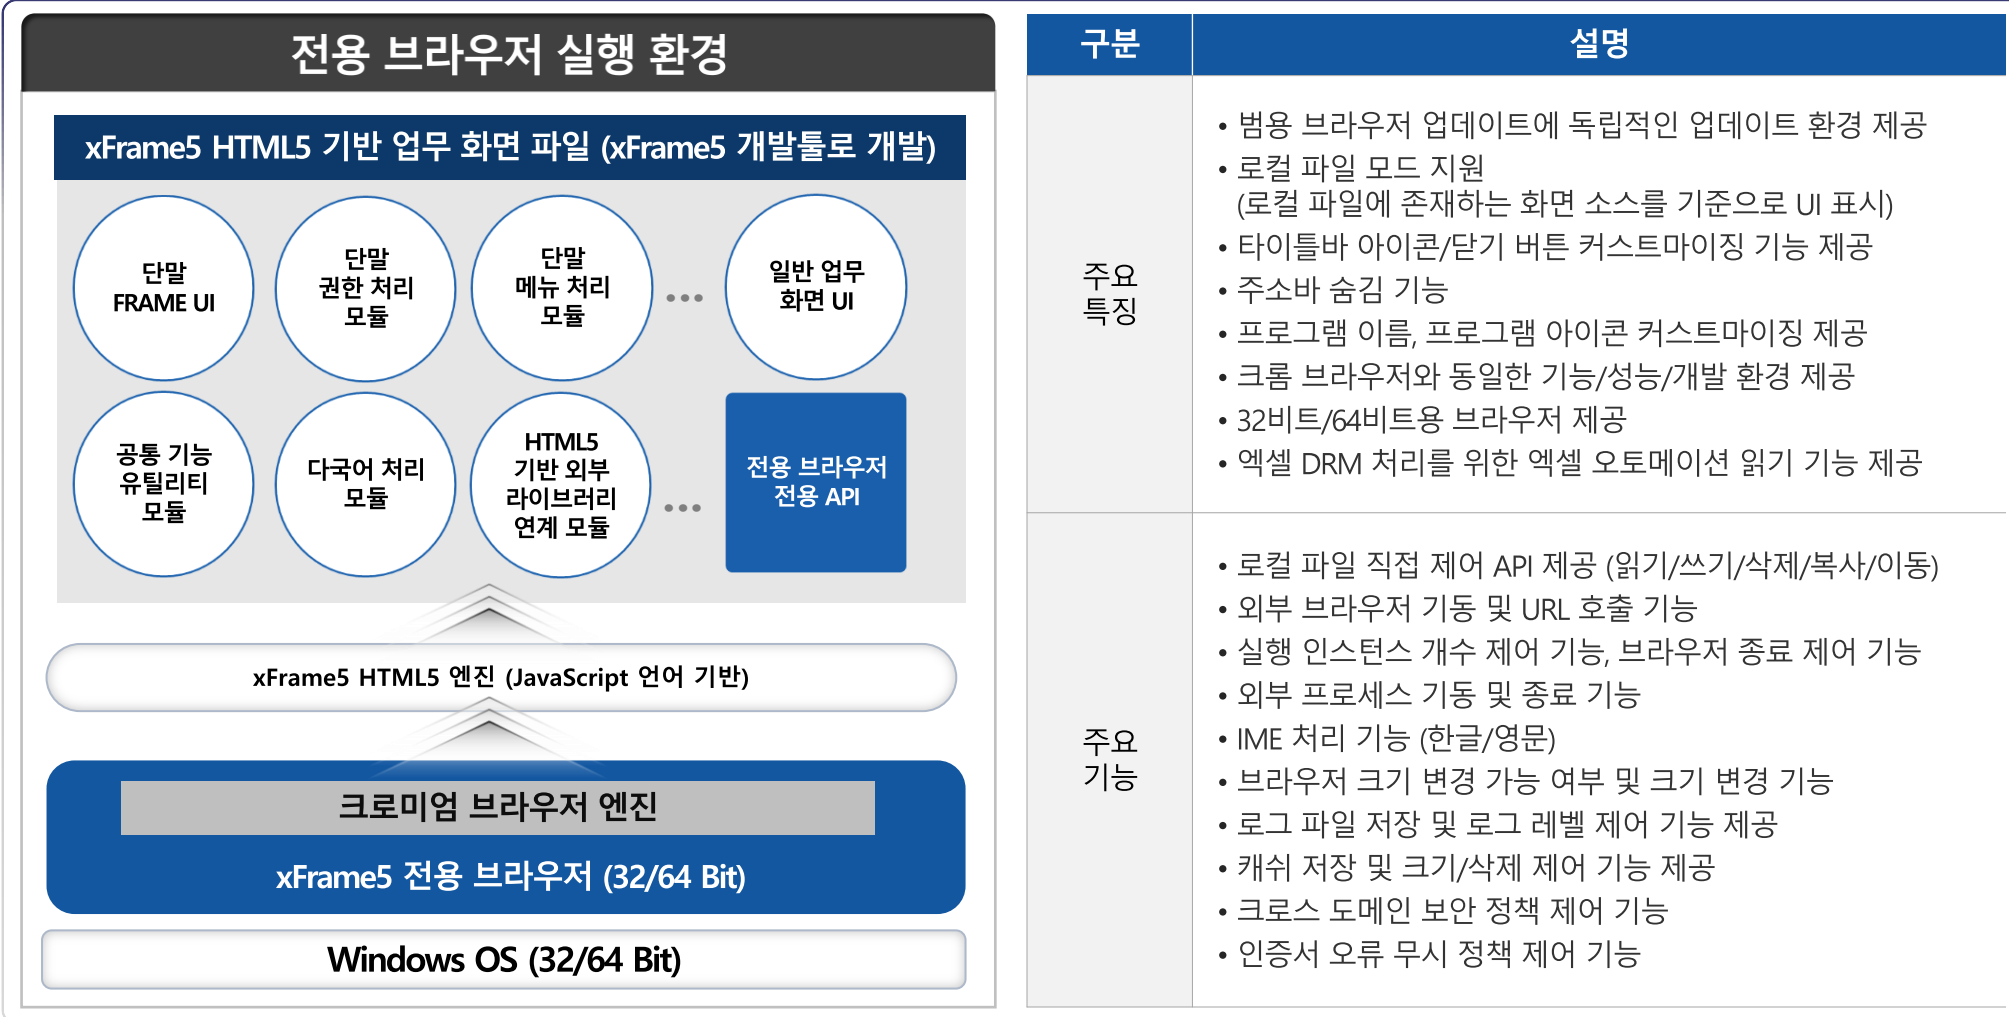 전용 브라우저 실행 환경
xFrame5 HTML5 기반 업무 화면 파일 (xFrame5 개발툴로 개발)
단말
FRAME UI
단말
권한 처리
모듈
단말
메뉴 처리
모듈
...
일반 업무
화면 UI
공통 기능
유틸리티
모듈
다국어 처리
모듈
HTML5
기반 외부
라이브러리
연계 모듈
...
전용 브라우저
전용 API
xFrame5 HTML5 엔진 (JavaScript 언어 기반)
크로미엄 브라우저 엔진
xFrame5 전용 브라우저 (32/64 Bit)
Windows OS (32/64 Bit)
구분
설명
주요
특징
• 범용 브라우저 업데이트에 독립적인 업데이트 환경 제공
• 로컬 파일 모드 지원
(로컬 파일에 존재하는 화면 소스를 기준으로 UI 표시)
• 타이틀바 아이콘/닫기 버튼 커스트마이징 기능 제공
• 주소바 숨김 기능
• 프로그램 이름, 프로그램 아이콘 커스트마이징 제공
• 크롬 브라우저와 동일한 기능/성능/개발 환경 제공
• 32비트/64비트용 브라우저 제공
• 엑셀 DRM 처리를 위한 엑셀 오토메이션 읽기 기능 제공
주요
기능
• 로컬 파일 직접 제어 API 제공 (읽기/쓰기/삭제/복사/이동)
• 외부 브라우저 기동 및 URL 호출 기능
• 실행 인스턴스 개수 제어 기능, 브라우저 종료 제어 기능
• 외부 프로세스 기동 및 종료 기능
• IME 처리 기능 (한글/영문)
• 브라우저 크기 변경 가능 여부 및 크기 변경 기능
• 로그 파일 저장 및 로그 레벨 제어 기능 제공
• 캐쉬 저장 및 크기/삭제 제어 기능 제공
• 크로스 도메인 보안 정책 제어 기능
• 인증서 오류 무시 정책 제어 기능